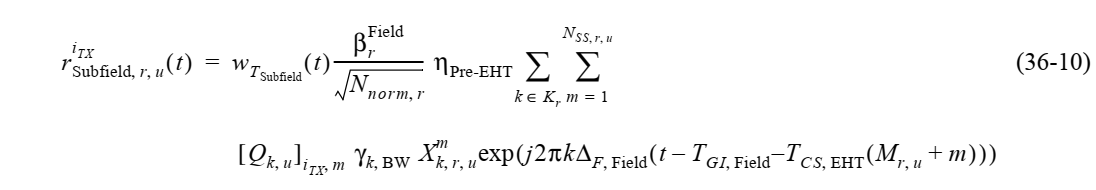 r^{i_{TX}}_{Subfield, r, u}(t) = w_{T_{Subfield}}(t) \frac{β_r^{Field}}{\sqrt{N_{norm, r}}} η_{Pre-EHT} \sum_{k ∈ K_r} \sum_{m = 1}^{N_{SS, r, u}} (36-10)
[Q_{k, u}]_{i_{TX}, m} γ_{k, BW} X^m_{k, r, u} exp(j2πkΔ_{F, Field}(t – T_{GI, Field}–T_{CS, EHT}(M_{r, u} + m)))